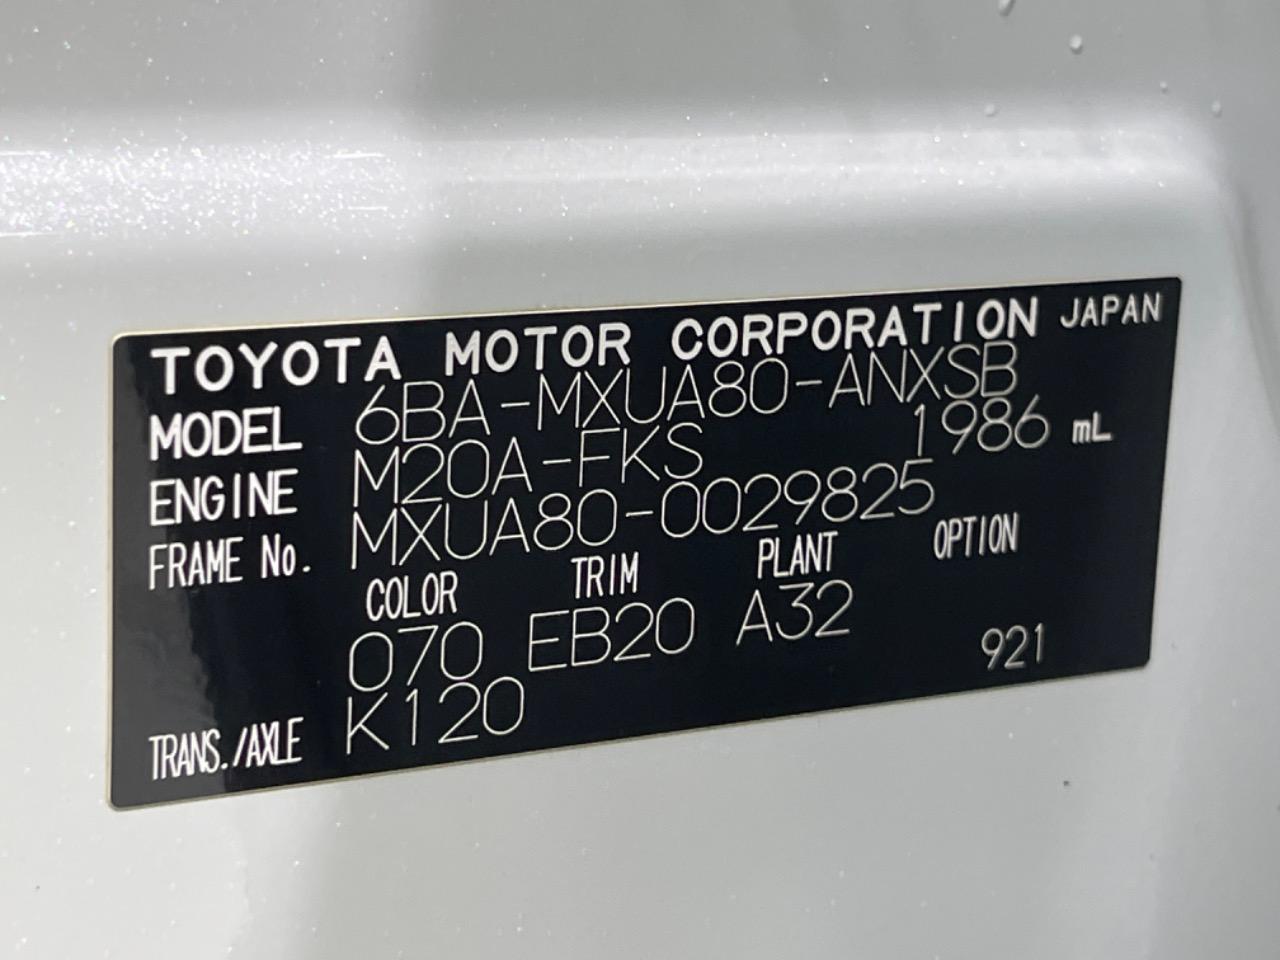 TOYOTA MOTOR CORPORATION JAPAN
MODEL 6BA-MXUA80-ANXSB
ENGINE M20A-FKS 1986 mL
FRAME No. MXUA80-0029825
COLOR TRIM PLANT OPTION
070 EB20 A32
921
TRANS./AXLE K120